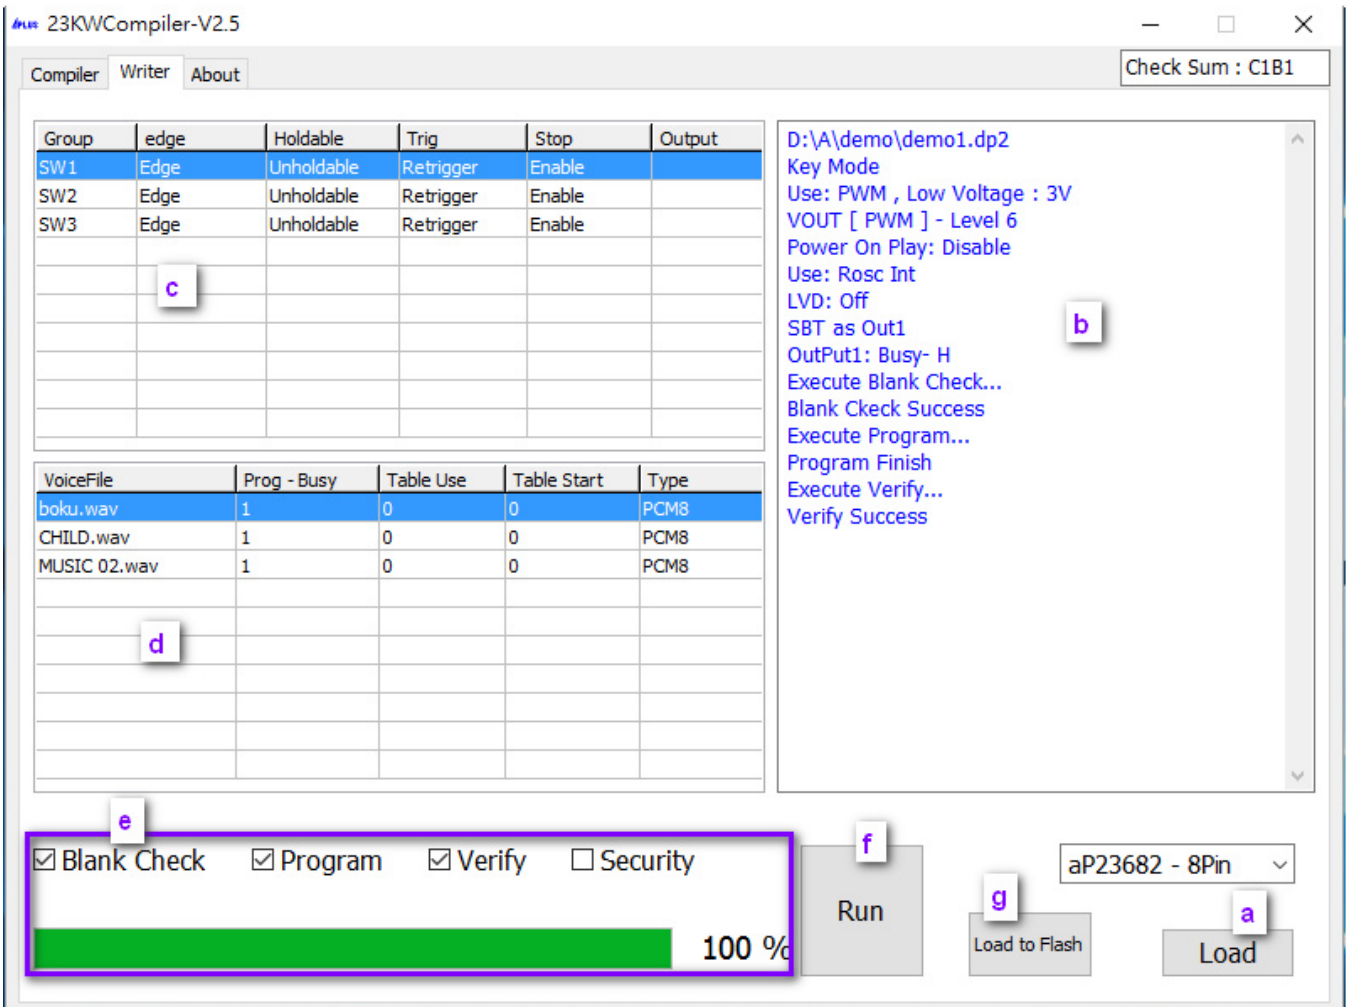 APLUS 23KWCompiler-V2.5
Compiler Writer About
Check Sum : C1B1
Group edge Holdable Trig Stop Output
SW1 Edge Unholdable Retrigger Enable
SW2 Edge Unholdable Retrigger Enable
SW3 Edge Unholdable Retrigger Enable
c
VoiceFile Prog - Busy Table Use Table Start Type
boku.wav 1 0 0 PCM8
CHILD.wav 1 0 0 PCM8
MUSIC 02.wav 1 0 0 PCM8
d
D:\A\demo\demo1.dp2
Key Mode
Use: PWM , Low Voltage : 3V
VOUT [ PWM ] - Level 6
Power On Play: Disable
Use: Rosc Int
LVD: Off
SBT as Out1
OutPut1: Busy- H
Execute Blank Check...
Blank Ckeck Success
Execute Program...
Program Finish
Execute Verify...
Verify Success
b
e
Blank Check Program Verify Security
100 %
f
Run
g
Load to Flash
aP23682 - 8Pin
a
Load